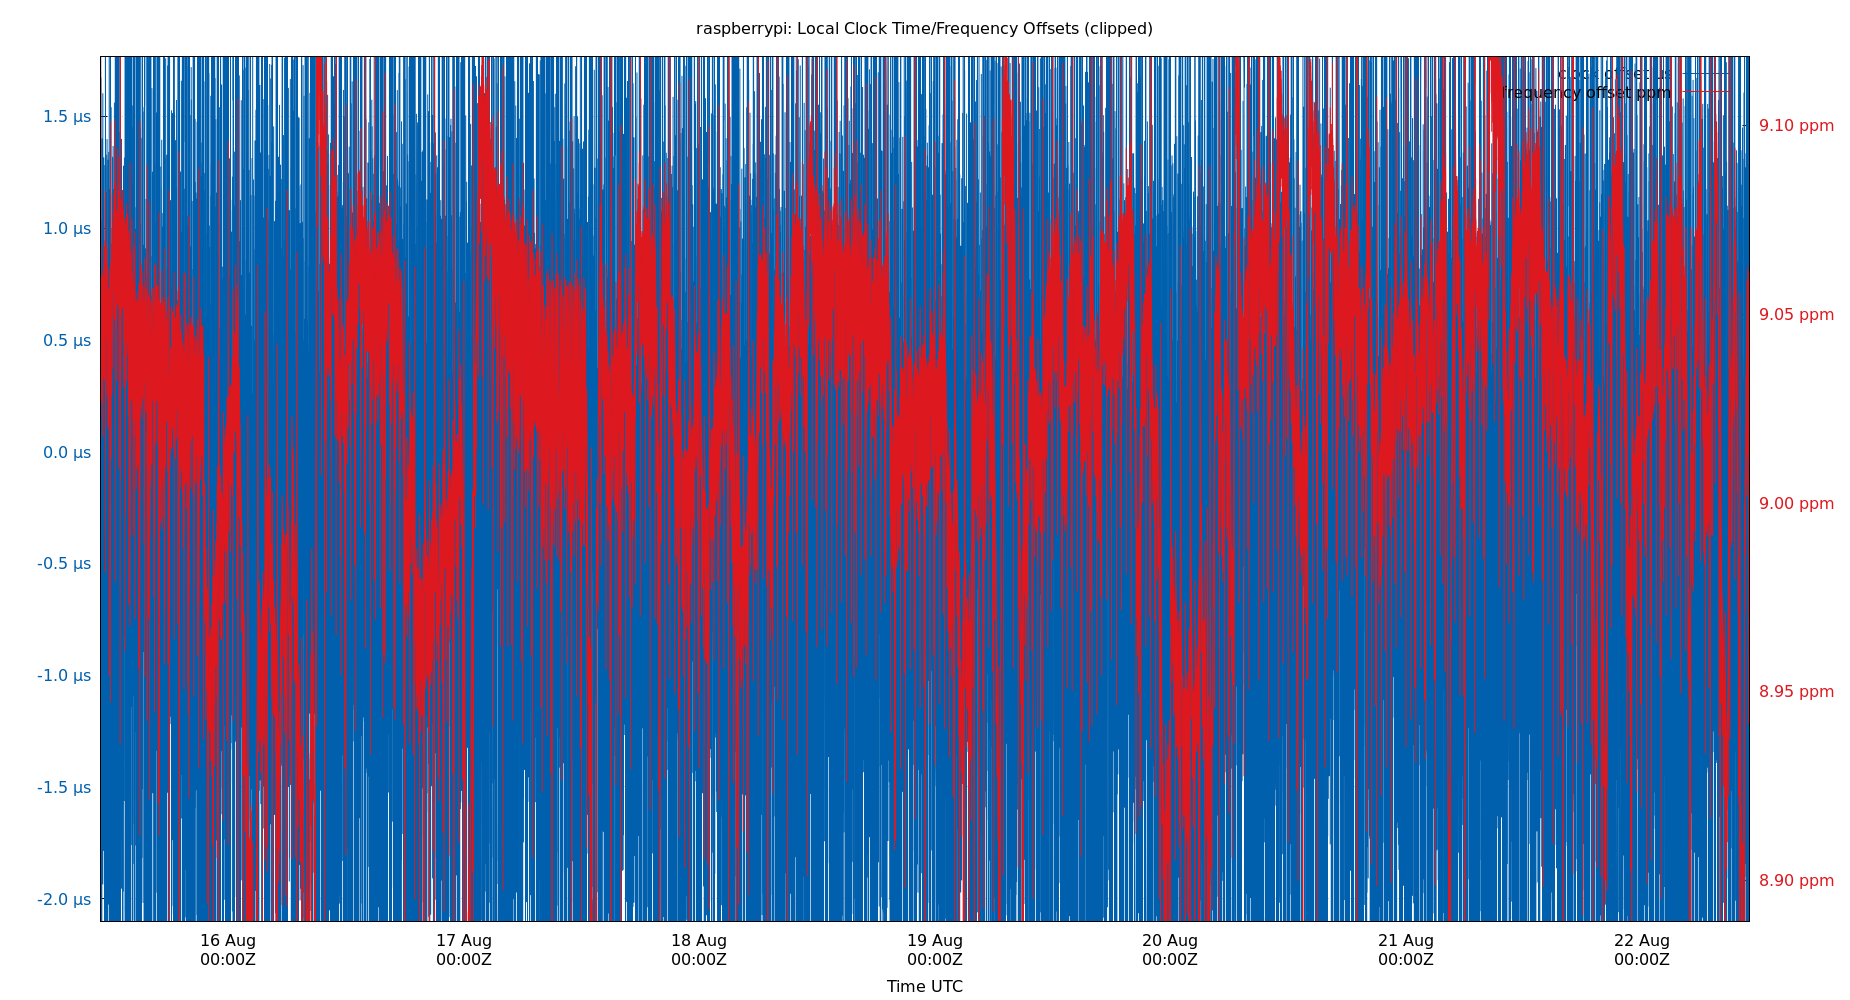 raspberrypi: Local Clock Time/Frequency Offsets (clipped)
clock offset µs
frequency offset ppm
1.5 µs
1.0 µs
0.5 µs
0.0 µs
-0.5 µs
-1.0 µs
-1.5 µs
-2.0 µs
9.10 ppm
9.05 ppm
9.00 ppm
8.95 ppm
8.90 ppm
16 Aug
00:00Z
17 Aug
00:00Z
18 Aug
00:00Z
19 Aug
00:00Z
20 Aug
00:00Z
21 Aug
00:00Z
22 Aug
00:00Z
Time UTC